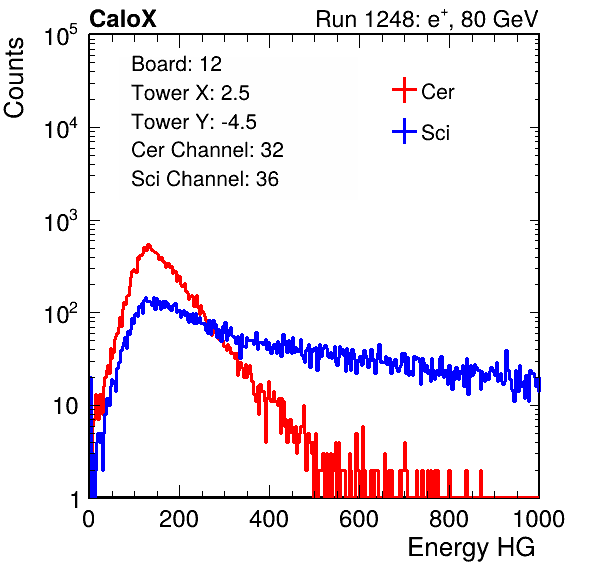 CaloX Run 1248: e⁺, 80 GeV
Counts
10⁵
10⁴
10³
10²
10
1
Board: 12
Tower X: 2.5
Tower Y: -4.5
Cer Channel: 32
Sci Channel: 36
Cer
Sci
0 200 400 600 800 1000
Energy HG